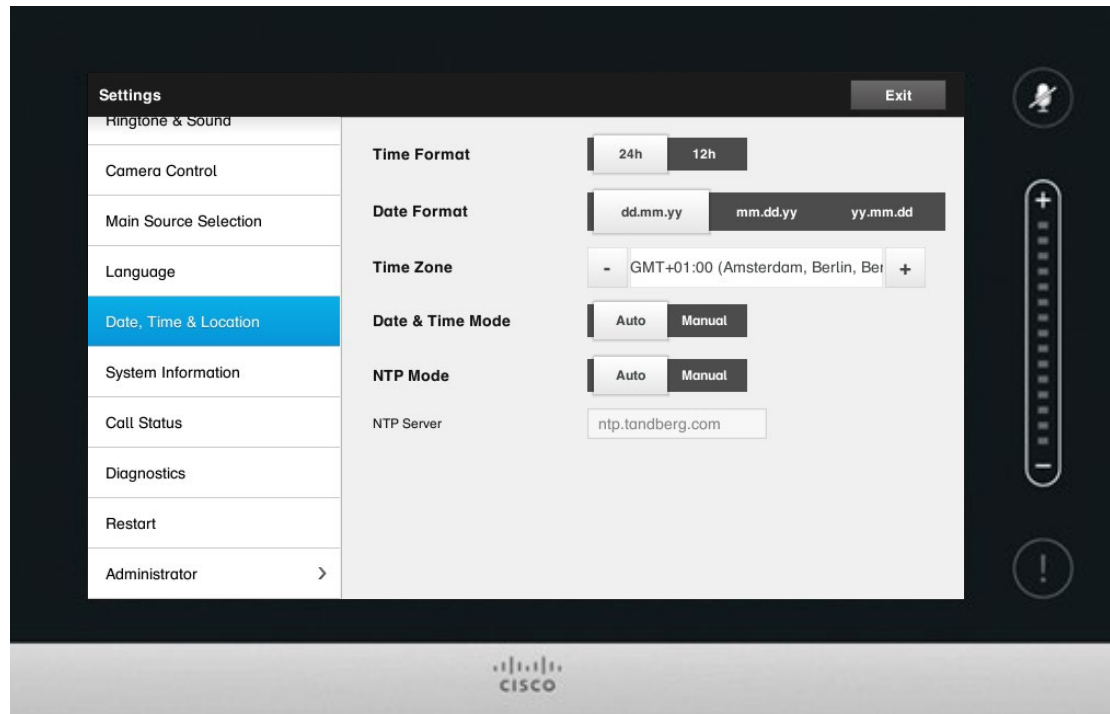 Settings
Exit
Ringtone & Sound
Camera Control
Main Source Selection
Language
Date, Time & Location
System Information
Call Status
Diagnostics
Restart
Administrator >
Time Format 24h 12h
Date Format dd.mm.yy mm.dd.yy yy.mm.dd
Time Zone - GMT+01:00 (Amsterdam, Berlin, Ber +
Date & Time Mode Auto Manual
NTP Mode Auto Manual
NTP Server ntp.tandberg.com
+
−
!
CISCO